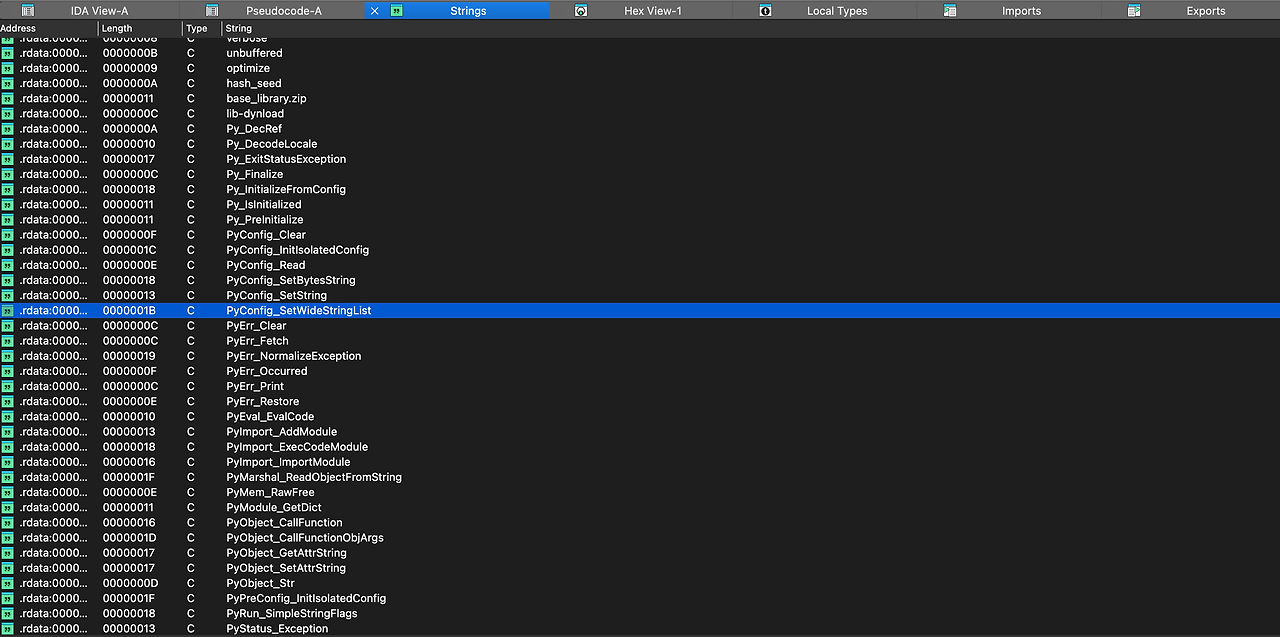 IDA View-A Pseudocode-A Strings Hex View-1 Local Types Imports Exports
Address Length Type String
.rdata:0000... 00000008 C verbose
.rdata:0000... 0000000B C unbuffered
.rdata:0000... 00000009 C optimize
.rdata:0000... 0000000A C hash_seed
.rdata:0000... 00000011 C base_library.zip
.rdata:0000... 0000000C C lib-dynload
.rdata:0000... 0000000A C Py_DecRef
.rdata:0000... 00000010 C Py_DecodeLocale
.rdata:0000... 00000017 C Py_ExitStatusException
.rdata:0000... 0000000C C Py_Finalize
.rdata:0000... 00000018 C Py_InitializeFromConfig
.rdata:0000... 00000011 C Py_IsInitialized
.rdata:0000... 00000011 C Py_PreInitialize
.rdata:0000... 0000000F C PyConfig_Clear
.rdata:0000... 0000001C C PyConfig_InitIsolatedConfig
.rdata:0000... 0000000E C PyConfig_Read
.rdata:0000... 00000018 C PyConfig_SetBytesString
.rdata:0000... 00000013 C PyConfig_SetString
.rdata:0000... 0000001B C PyConfig_SetWideStringList
.rdata:0000... 0000000C C PyErr_Clear
.rdata:0000... 0000000C C PyErr_Fetch
.rdata:0000... 00000019 C PyErr_NormalizeException
.rdata:0000... 0000000F C PyErr_Occurred
.rdata:0000... 0000000C C PyErr_Print
.rdata:0000... 0000000E C PyErr_Restore
.rdata:0000... 00000010 C PyEval_EvalCode
.rdata:0000... 00000013 C PyImport_AddModule
.rdata:0000... 00000018 C PyImport_ExecCodeModule
.rdata:0000... 00000016 C PyImport_ImportModule
.rdata:0000... 0000001F C PyMarshal_ReadObjectFromString
.rdata:0000... 0000000E C PyMem_RawFree
.rdata:0000... 00000011 C PyModule_GetDict
.rdata:0000... 00000016 C PyObject_CallFunction
.rdata:0000... 0000001D C PyObject_CallFunctionObjArgs
.rdata:0000... 00000017 C PyObject_GetAttrString
.rdata:0000... 00000017 C PyObject_SetAttrString
.rdata:0000... 0000000D C PyObject_Str
.rdata:0000... 0000001F C PyPreConfig_InitIsolatedConfig
.rdata:0000... 00000018 C PyRun_SimpleStringFlags
.rdata:0000... 00000013 C PyStatus_Exception